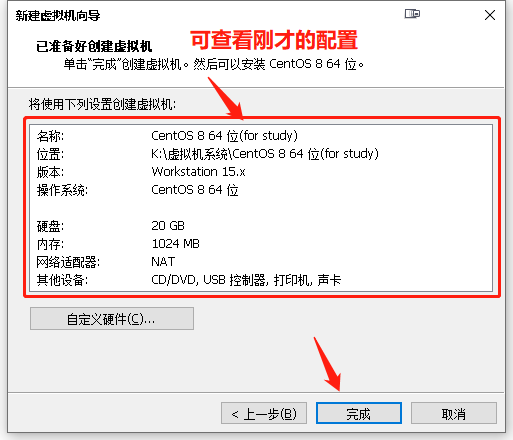 新建虚拟机向导
已准备好创建虚拟机
可查看刚才的配置
单击"完成"创建虚拟机。然后可以安装 CentOS 8 64 位。
将使用下列设置创建虚拟机:
名称: CentOS 8 64 位(for study)
位置: K:\虚拟机系统\CentOS 8 64 位(for study)
版本: Workstation 15.x
操作系统: CentOS 8 64 位
硬盘: 20 GB
内存: 1024 MB
网络适配器: NAT
其他设备: CD/DVD, USB 控制器, 打印机, 声卡
自定义硬件(C)...
< 上一步(B) 完成 取消